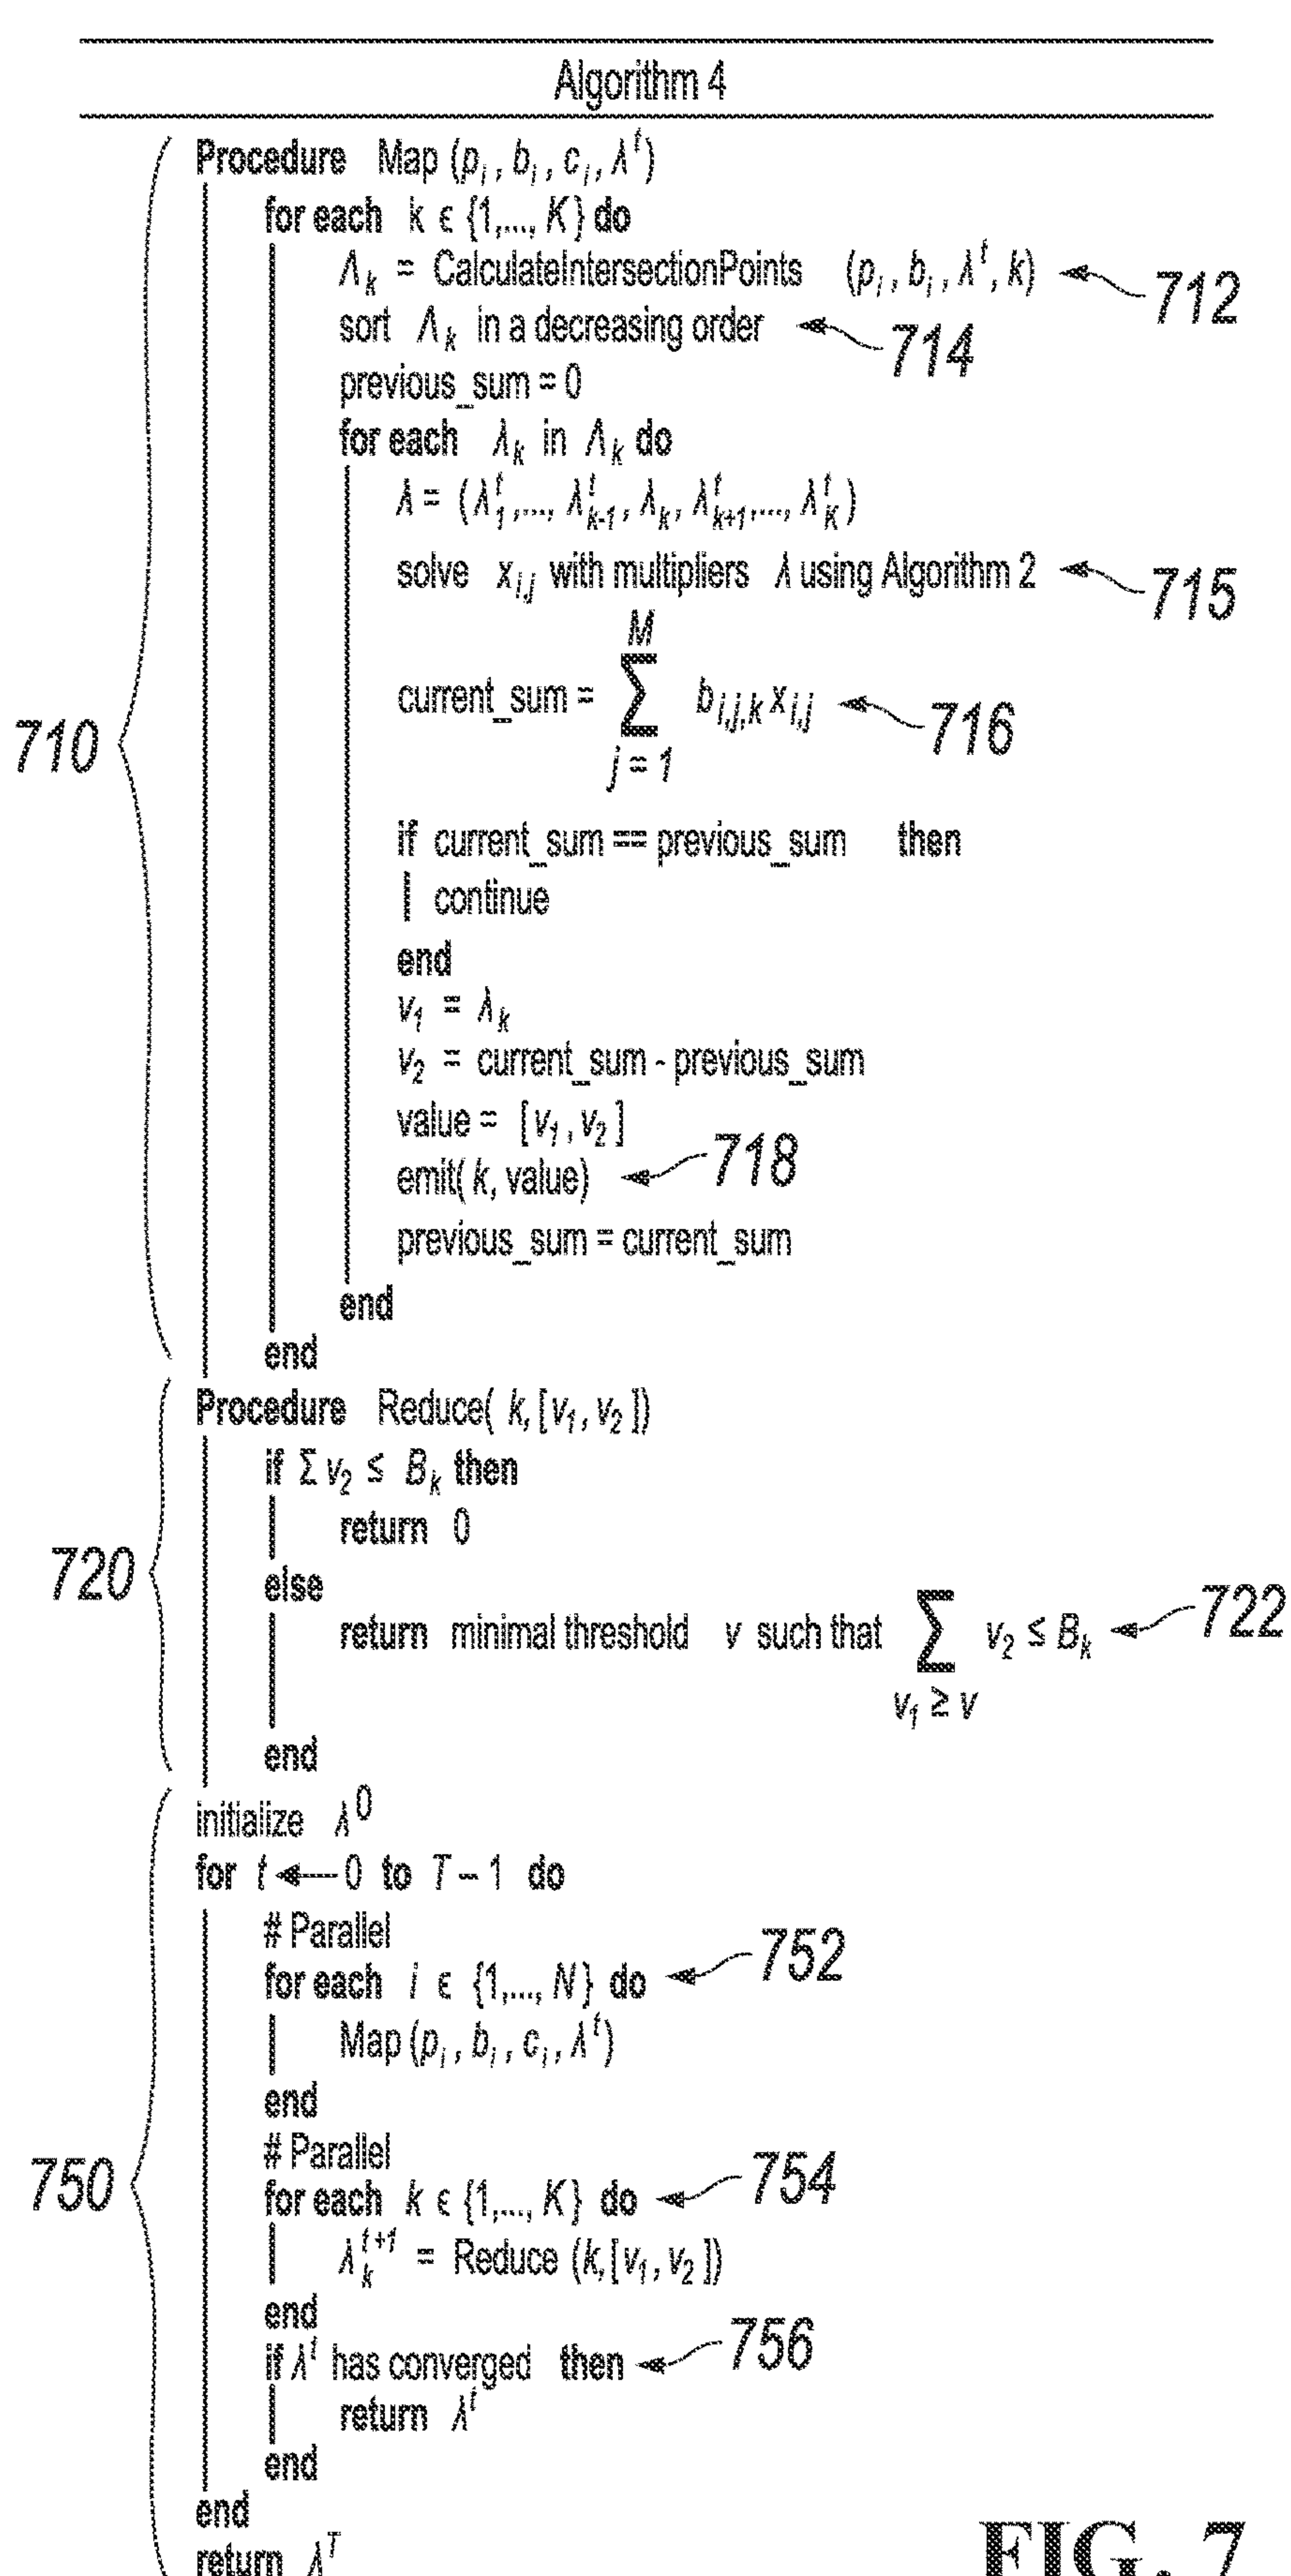 Algorithm 4
Procedure Map (p_i , b_i , c_i , λ^t)
for each k ϵ {1,..., K} do
Λ_k = CalculateIntersectionPoints (p_i , b_i , λ^t , k) 712
sort Λ_k in a decreasing order 714
previous_sum = 0
for each λ_k in Λ_k do
λ = (λ_1^t ,..., λ_{k-1}^t , λ_k , λ_{k+1}^t ,..., λ_K^t )
solve x_{i,j} with multipliers λ using Algorithm 2 715
current_sum = ∑_{j = 1}^{M} b_{i,j,k} x_{i,j} 716
710
if current_sum == previous_sum then
continue
end
v_1 = λ_k
v_2 = current_sum - previous_sum
value = [v_1 , v_2 ]
emit( k, value) 718
previous_sum = current_sum
end
end
Procedure Reduce( k, [v_1 , v_2 ])
if Σ v_2 ≤ B_k then
return 0
720
else
return minimal threshold v such that ∑_{v_1 ≥ v} v_2 ≤ B_k 722
end
initialize λ^0
for t ← 0 to T – 1 do
# Parallel
for each i ϵ {1,..., N} do 752
Map (p_i , b_i , c_i , λ^t)
end
# Parallel
750
for each k ϵ {1,..., K} do 754
λ_k^{t+1} = Reduce (k, [v_1 , v_2 ])
end
if λ^t has converged then 756
return λ^t
end
end
return λ^T
FIG. 7